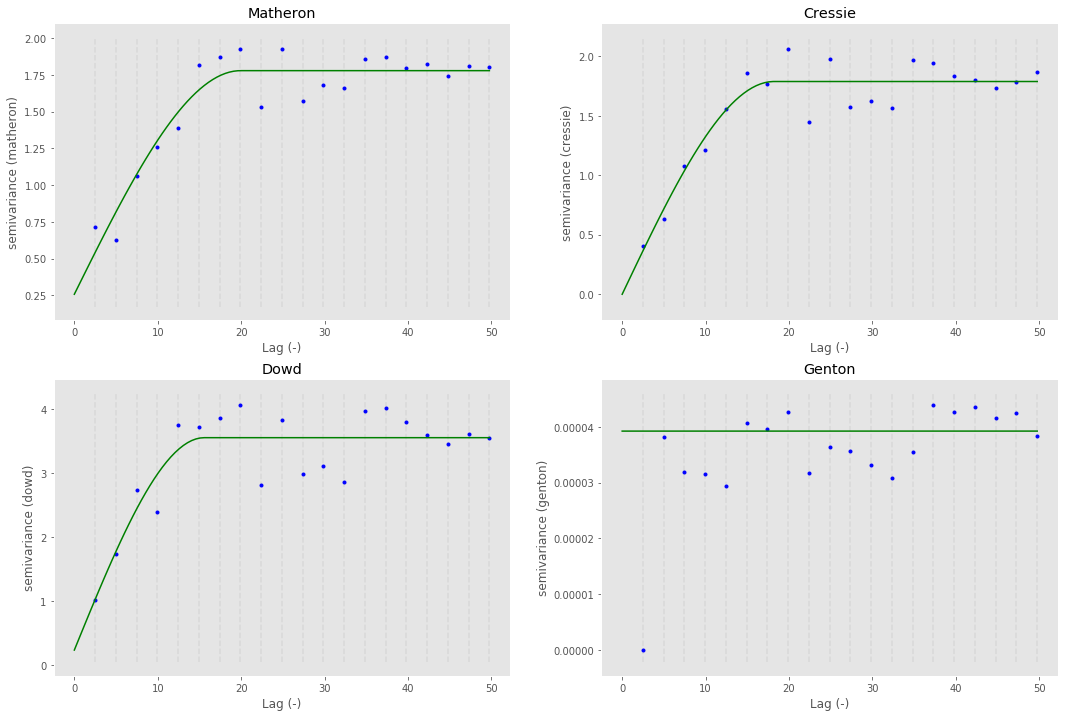 Matheron
semivariance (matheron)
2.00
1.75
1.50
1.25
1.00
0.75
0.50
0.25
0 10 20 30 40 50
Lag (-)
Cressie
semivariance (cressie)
2.0
1.5
1.0
0.5
0.0
0 10 20 30 40 50
Lag (-)
Dowd
semivariance (dowd)
4
3
2
1
0
0 10 20 30 40 50
Lag (-)
Genton
semivariance (genton)
0.00004
0.00003
0.00002
0.00001
0.00000
0 10 20 30 40 50
Lag (-)